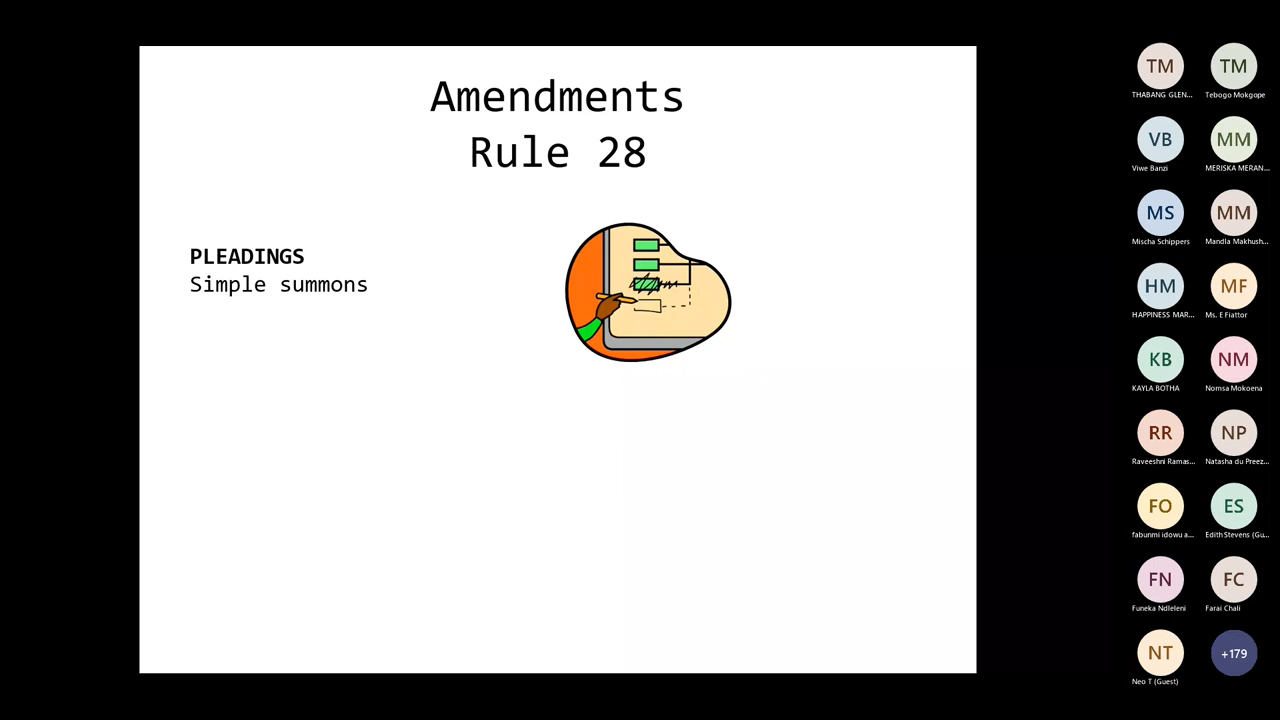 Amendments
Rule 28
PLEADINGS
Simple summons
TM
THABANG GLEN...
TM
Tebogo Mokgope
VB
Viwe Banzi
MM
MERISKA MERAN...
MS
Mischa Schippers
MM
Mandla Makhush...
HM
HAPPINESS MAR...
MF
Ms. E Fiattor
KB
KAYLA BOTHA
NM
Nomsa Mokoena
RR
Raveeshni Ramas...
NP
Natasha du Preez...
FO
fabunmi idowu a...
ES
Edith Stevens (Gu...
FN
Funeka Ndleleni
FC
Farai Chali
NT
Neo T (Guest)
+179